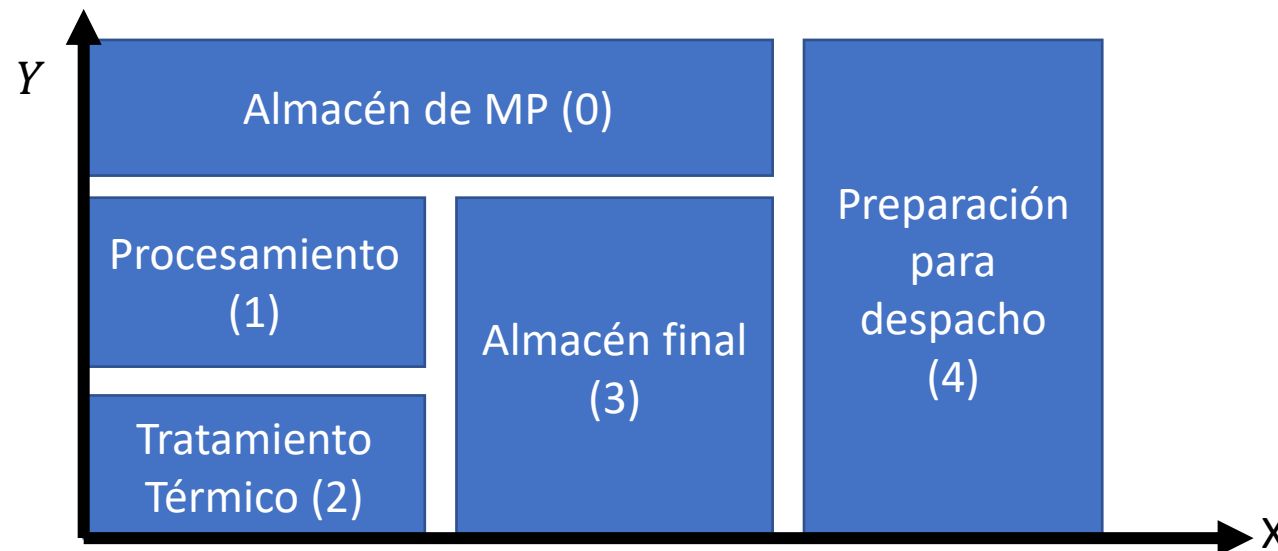 Y
Almacén de MP (0)
Procesamiento
(1)
Tratamiento
Térmico (2)
Almacén final
(3)
Preparación
para
despacho
(4)
X